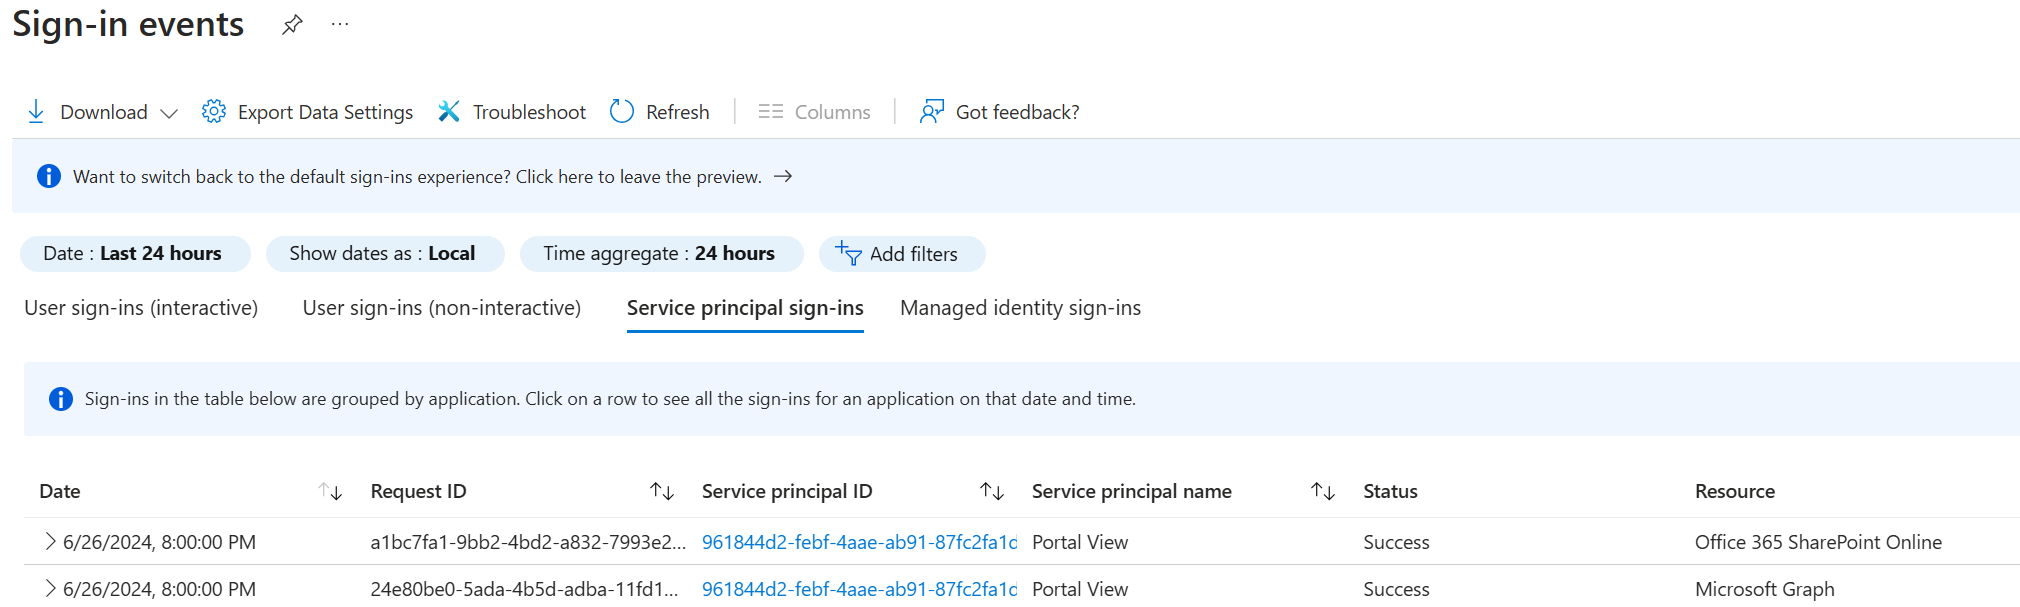 Sign-in events
Download Export Data Settings Troubleshoot Refresh Columns Got feedback?
Want to switch back to the default sign-ins experience? Click here to leave the preview. →
Date : Last 24 hours Show dates as : Local Time aggregate : 24 hours Add filters
User sign-ins (interactive) User sign-ins (non-interactive) Service principal sign-ins Managed identity sign-ins
Sign-ins in the table below are grouped by application. Click on a row to see all the sign-ins for an application on that date and time.
Date Request ID Service principal ID Service principal name Status Resource
6/26/2024, 8:00:00 PM a1bc7fa1-9bb2-4bd2-a832-7993e2... 961844d2-febf-4aae-ab91-87fc2fa1d Portal View Success Office 365 SharePoint Online
6/26/2024, 8:00:00 PM 24e80be0-5ada-4b5d-adba-11fd1... 961844d2-febf-4aae-ab91-87fc2fa1d Portal View Success Microsoft Graph